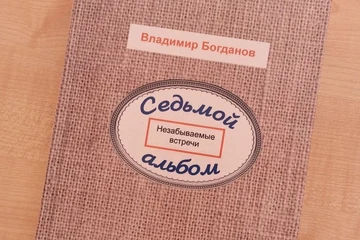 Владимир Богданов
Седьмой
Незабываемые
встречи
альбом